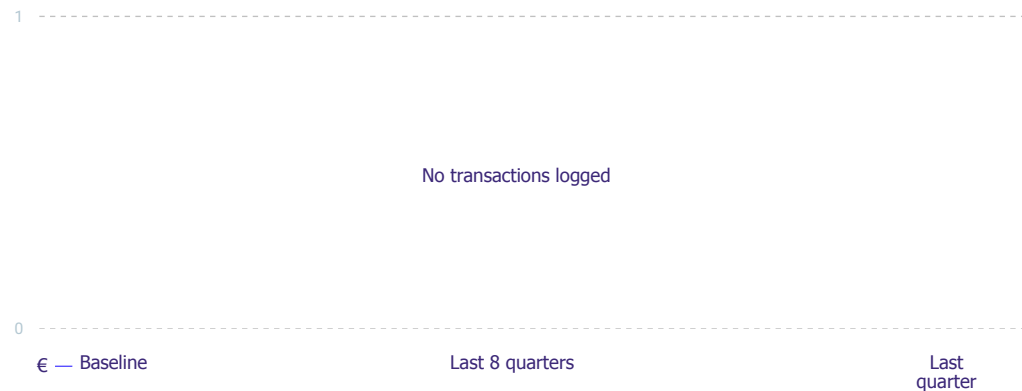 1
No transactions logged
0
€ — Baseline
Last 8 quarters
Last
quarter